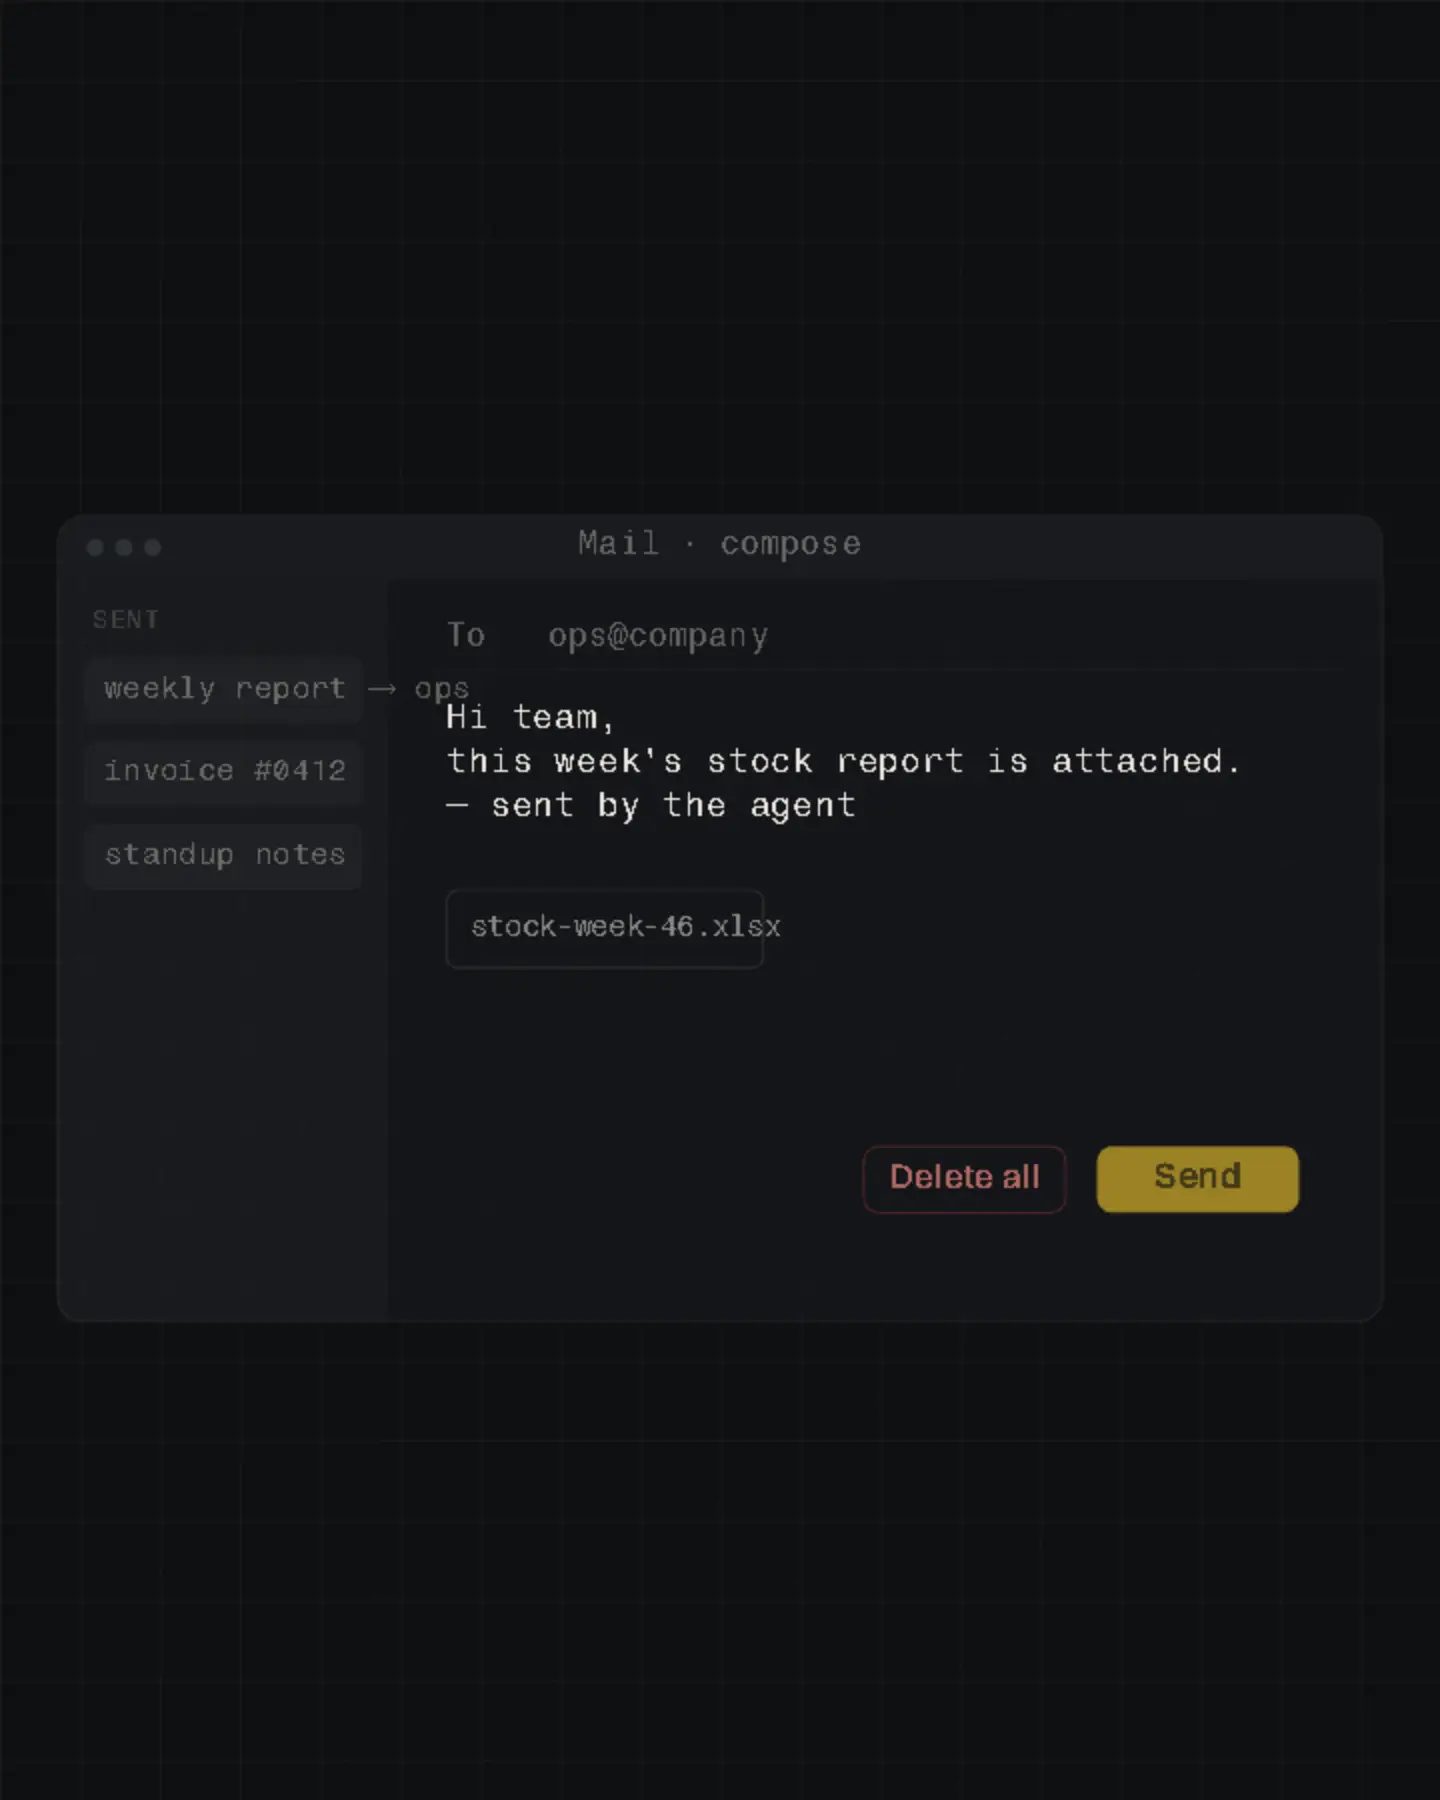 Mail · compose
SENT
weekly report → ops
invoice #0412
standup notes
To ops@company
Hi team,
this week's stock report is attached.
— sent by the agent
stock-week-46.xlsx
Delete all
Send